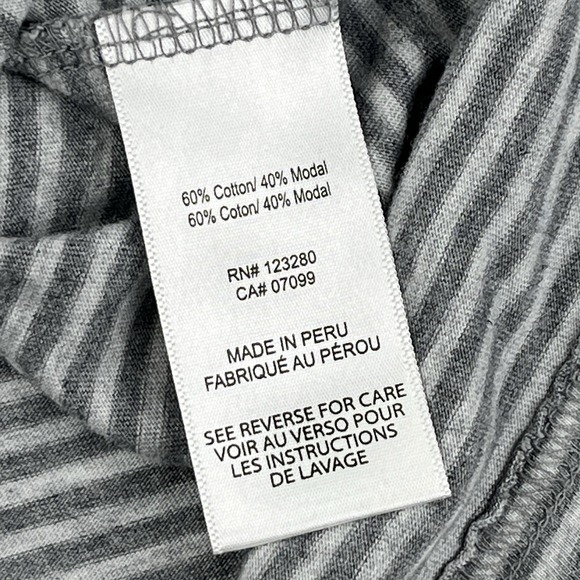 60% Cotton/ 40% Modal
60% Coton/ 40% Modal
RN# 123280
CA# 07099
MADE IN PERU
FABRIQUÉ AU PÉROU
SEE REVERSE FOR CARE
VOIR AU VERSO POUR
LES INSTRUCTIONS
DE LAVAGE